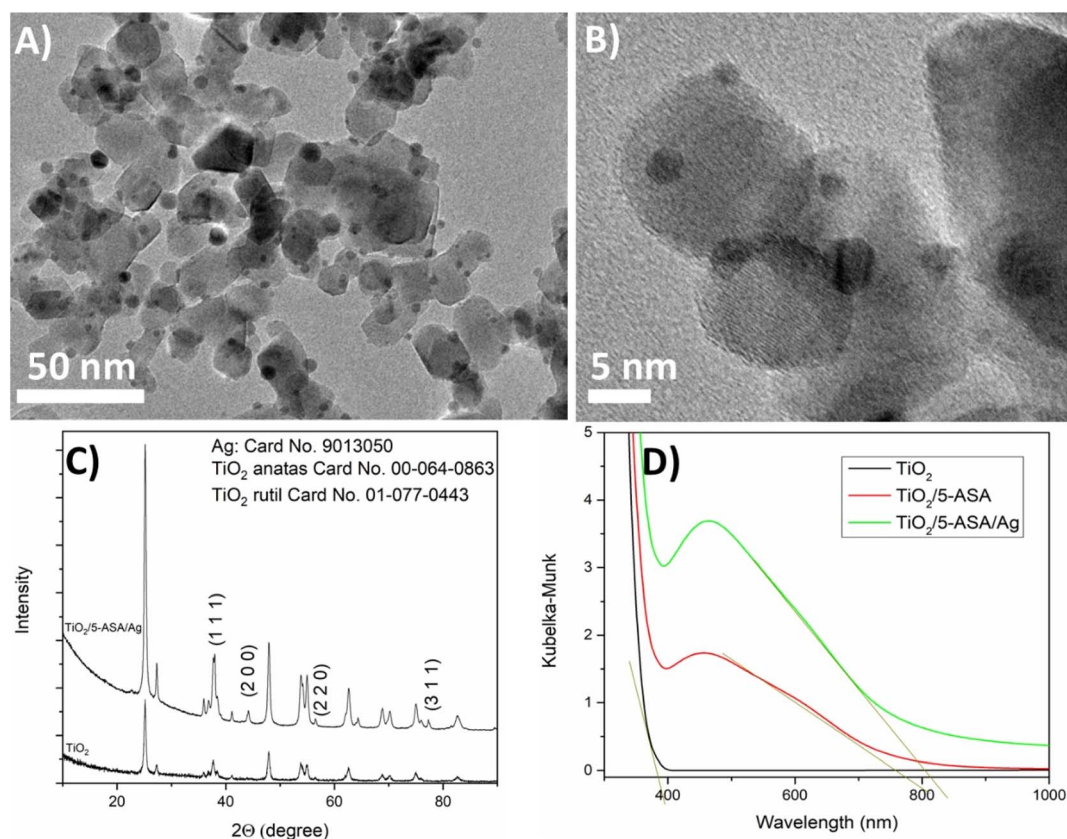 A)
50 nm
B)
5 nm
C)
Ag: Card No. 9013050
TiO₂ anatas Card No. 00-064-0863
TiO₂ rutil Card No. 01-077-0443
Intensity
TiO₂/5-ASA/Ag
(1 1 1)
(2 0 0)
(2 2 0)
(3 1 1)
TiO₂
20
40
60
80
2Θ (degree)
D)
TiO₂
TiO₂/5-ASA
TiO₂/5-ASA/Ag
Kubelka-Munk
5
4
3
2
1
0
400
600
800
1000
Wavelength (nm)